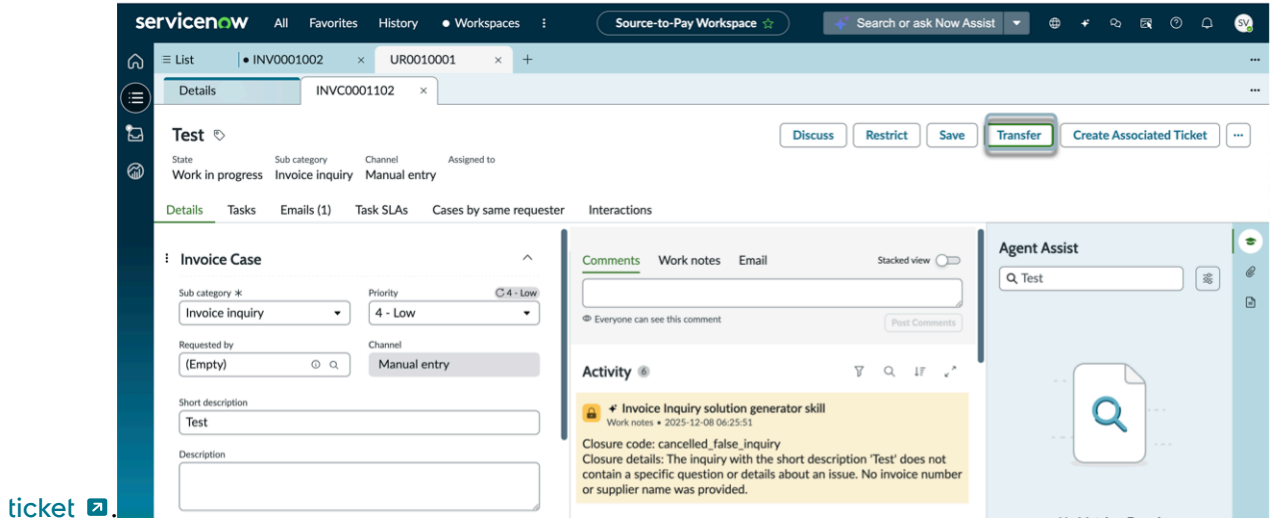 servicenow All Favorites History • Workspaces Source-to-Pay Workspace Search or ask Now Assist SV
List • INV0001002 × UR0010001 × +
Details INVC0001102 ×
Test Discuss Restrict Save Transfer Create Associated Ticket
State Sub category Channel Assigned to
Work in progress Invoice inquiry Manual entry
Details Tasks Emails (1) Task SLAs Cases by same requester Interactions
Invoice Case
Sub category * Priority 4 - Low
Invoice inquiry 4 - Low
Requested by Channel
(Empty) Manual entry
Short description
Test
Description
Comments Work notes Email Stacked view
Everyone can see this comment Post Comments
Activity 6
Invoice Inquiry solution generator skill
Work notes • 2025-12-08 06:25:51
Closure code: cancelled_false_inquiry
Closure details: The inquiry with the short description 'Test' does not
contain a specific question or details about an issue. No invoice number
or supplier name was provided.
Agent Assist
Test
ticket .